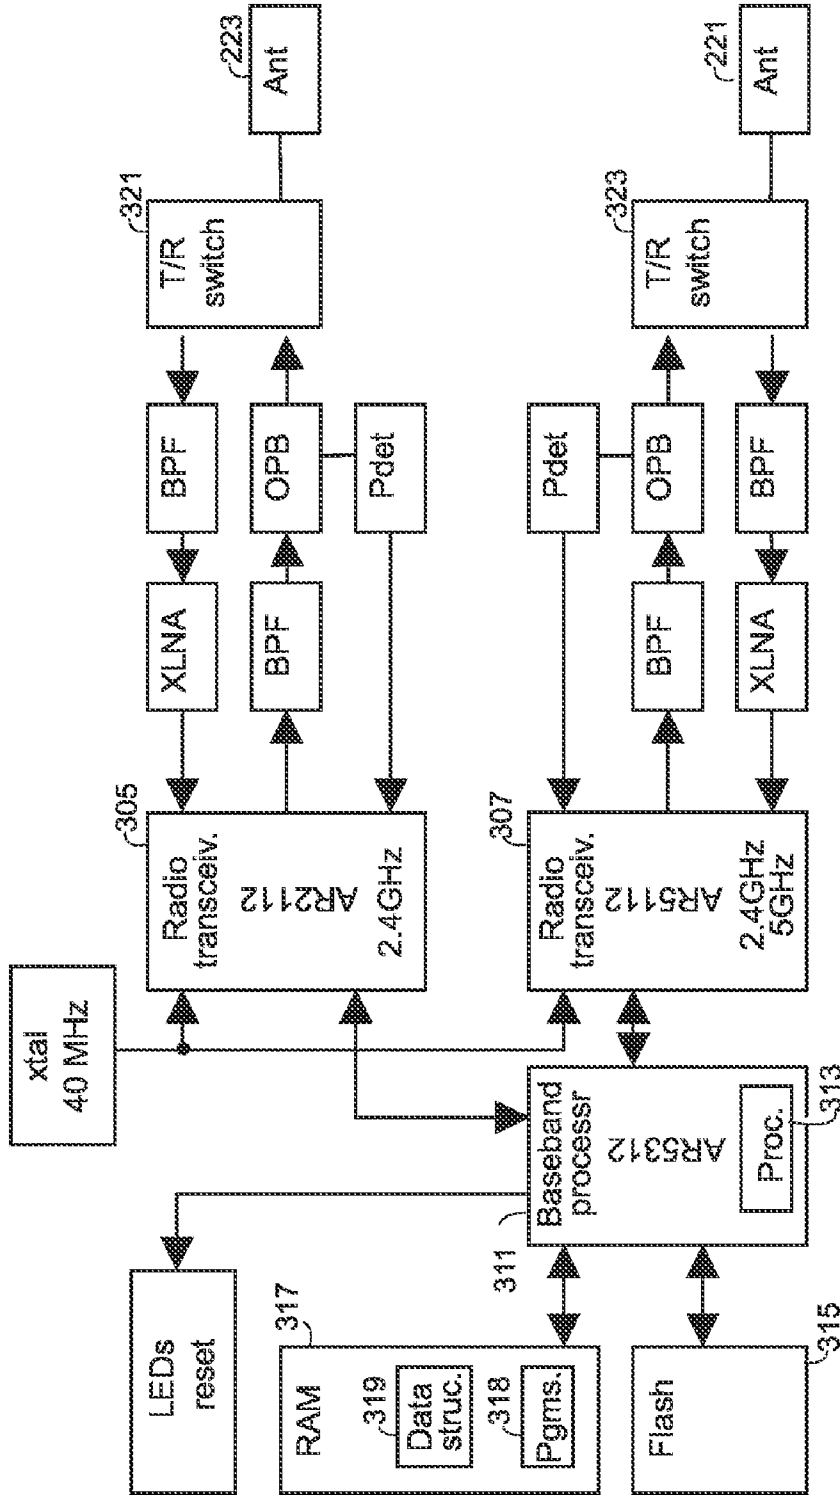 LEDs
reset
xtal
40 MHz
RAM
317
319
Data
struc.
318
Pgms.
Flash
315
311
Baseband
processr
AR5312
Proc.
313
305
Radio
transceiv.
AR2112
2.4GHz
307
Radio
transceiv.
AR5112
2.4GHz
5GHz
XLNA
BPF
BPF
OPB
Pdet
321
T/R
switch
223
Ant
Pdet
BPF
OPB
XLNA
BPF
323
T/R
switch
221
Ant